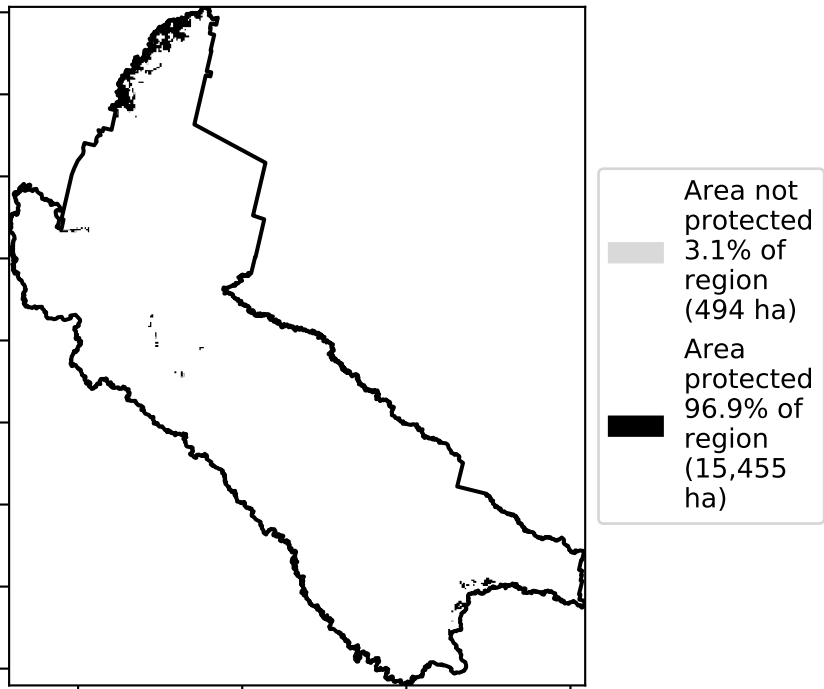 Area not
protected
3.1% of
region
(494 ha)
Area
protected
96.9% of
region
(15,455
ha)